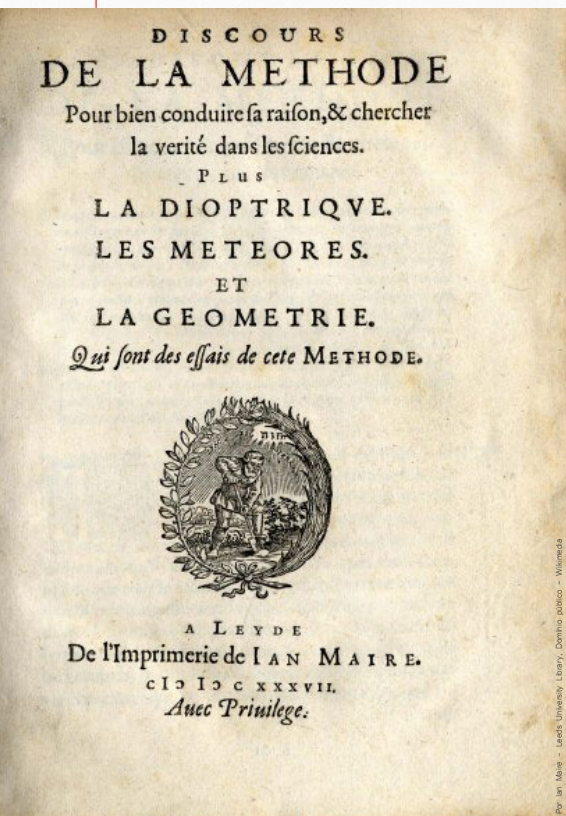 DISCOURS
DE LA METHODE
Pour bien conduire ſa raiſon,& chercher
la verité dans les ſciences.
PLUS
LA DIOPTRIQVE.
LES METEORES.
ET
LA GEOMETRIE.
Qui ſont des eſſais de cete METHODE.
A LEYDE
De l'Imprimerie de IAN MAIRE.
cIↄ Iↄ c xxxvii.
Auec Priuilege.
Por Ian Maire - Leeds University Library, Domínio público - Wikimedia